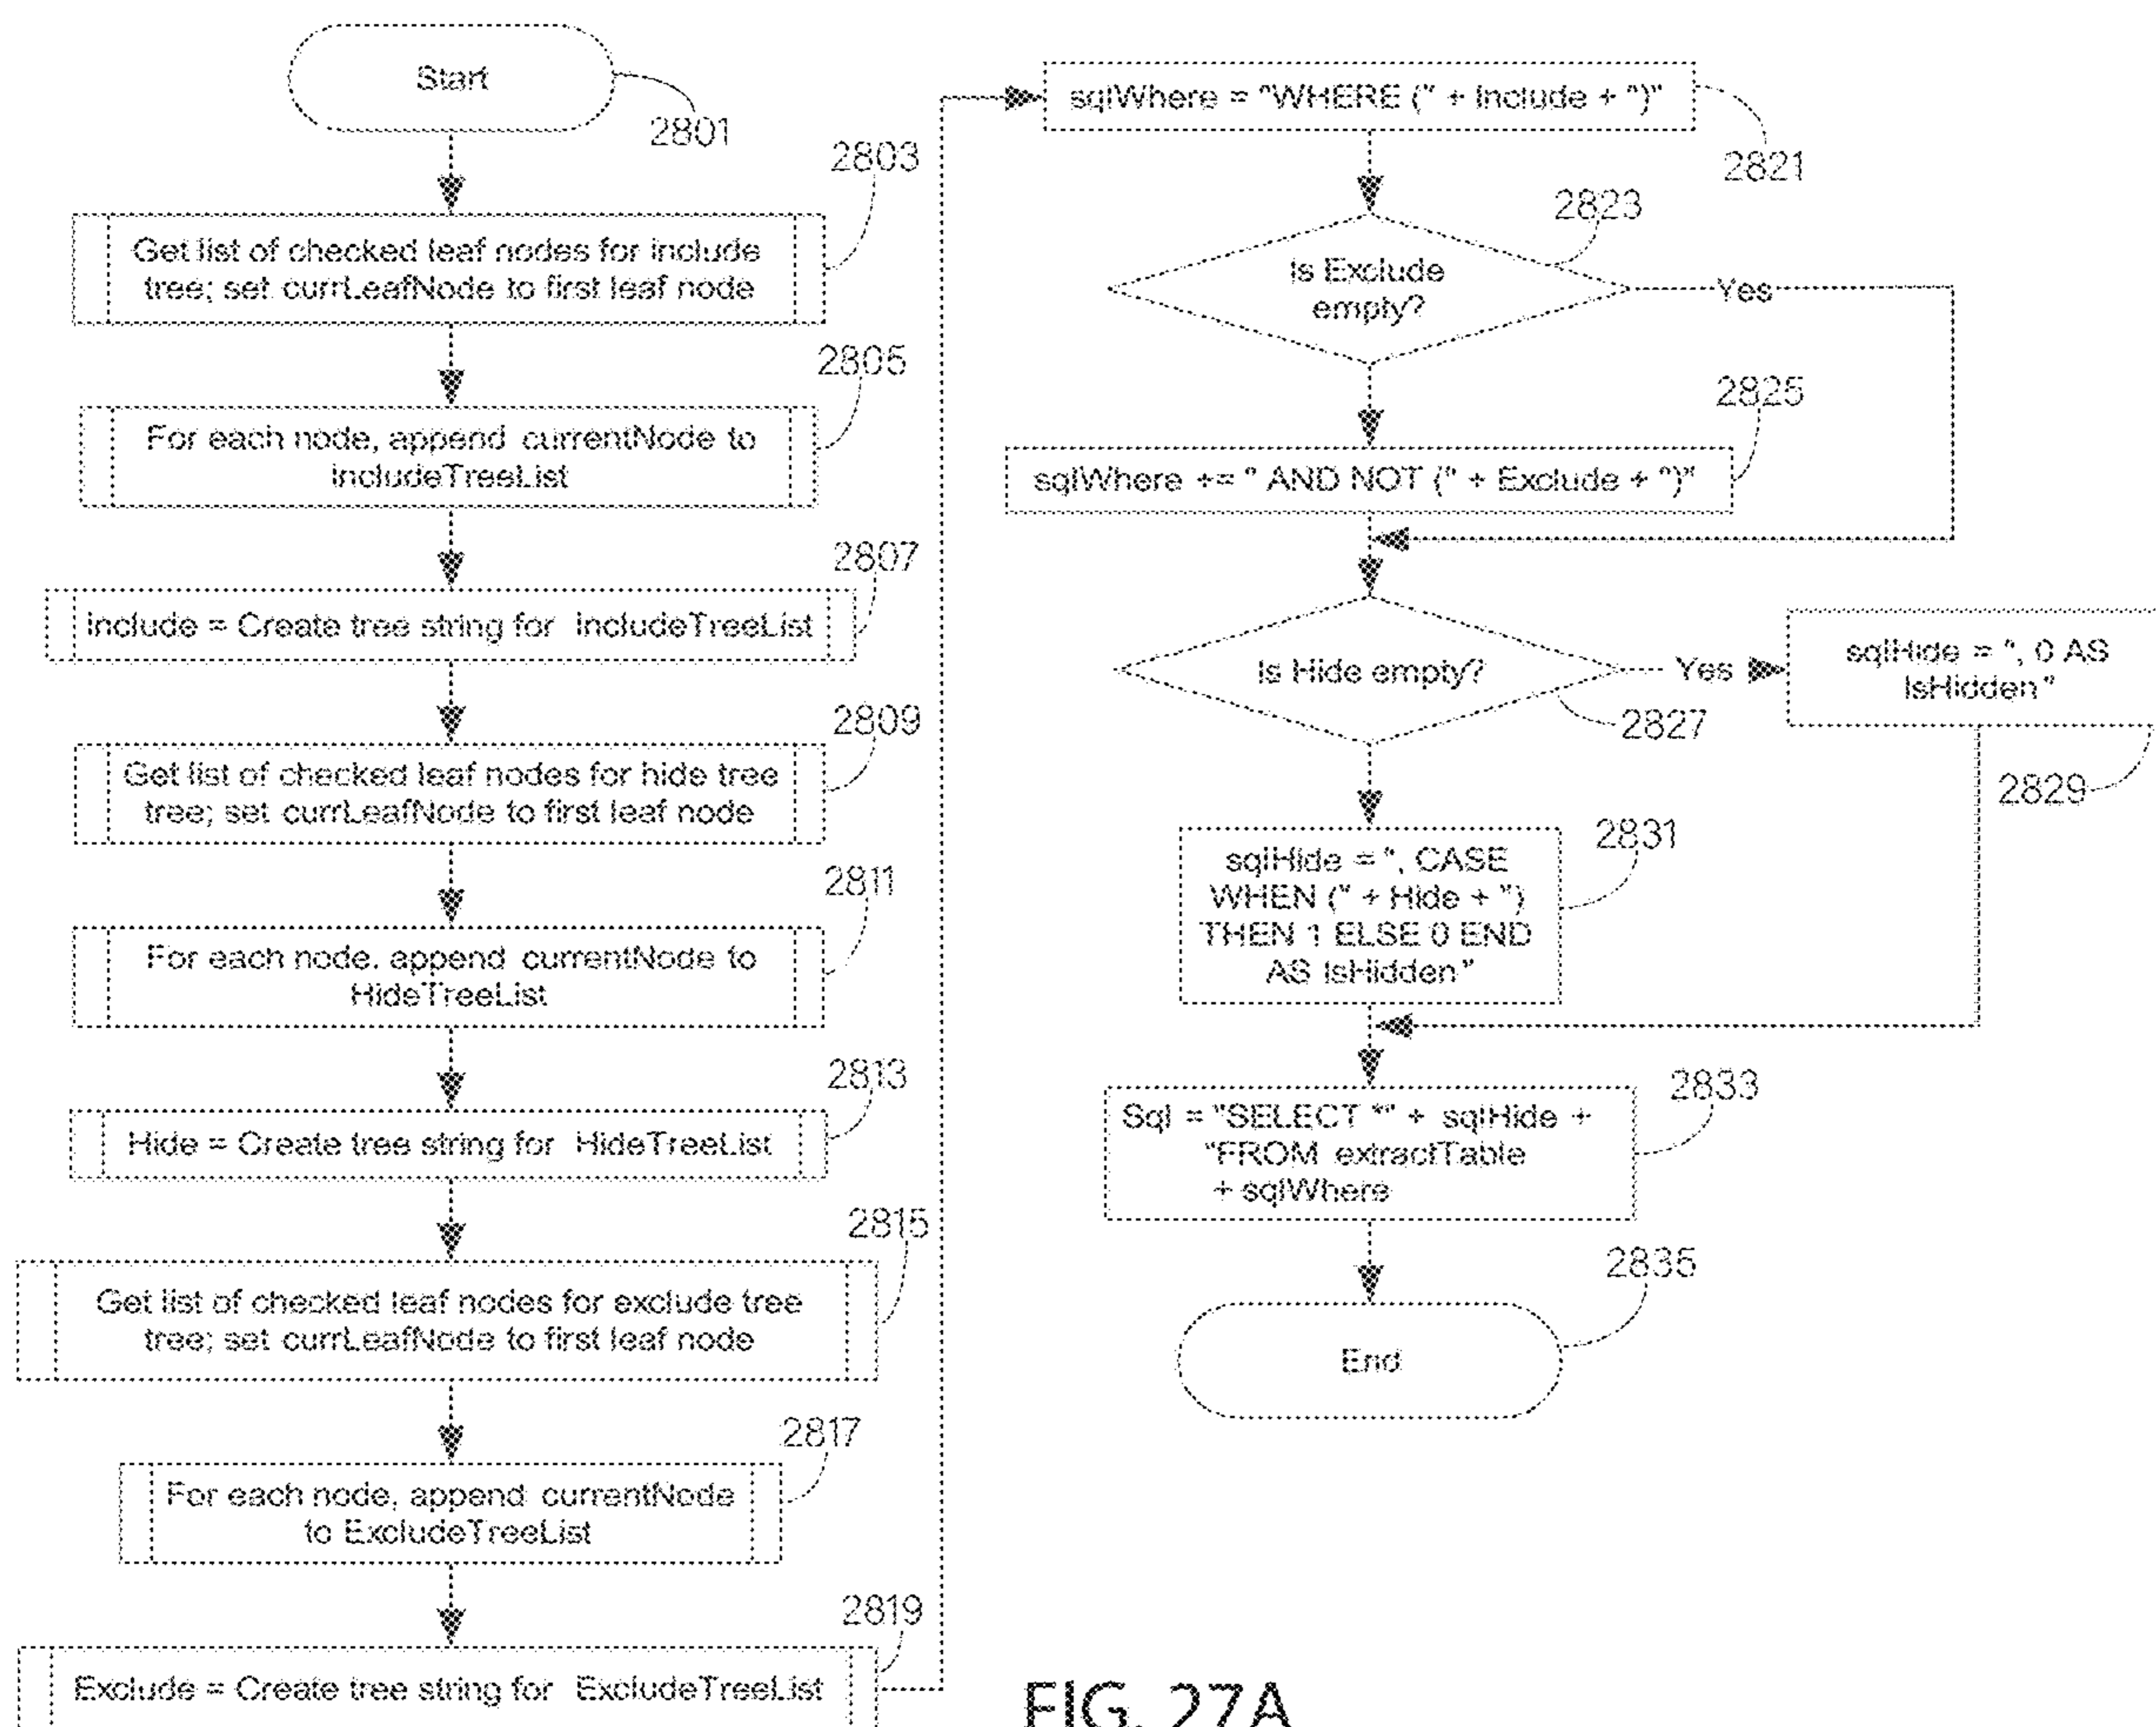 Start
2801
2803
Get list of checked leaf nodes for include
tree; set currLeafNode to first leaf node
2805
For each node, append currentNode to
IncludeTreeList
2807
Include = Create tree string for IncludeTreeList
2809
Get list of checked leaf nodes for hide tree
tree; set currLeafNode to first leaf node
2811
For each node. append currentNode to
HideTreeList
2813
Hide = Create tree string for HideTreeList
2815
Get list of checked leaf nodes for exclude tree
tree; set currLeafNode to first leaf node
2817
For each node, append currentNode
to ExcludeTreeList
2819
Exclude = Create tree string for ExcludeTreeList
sqlWhere = "WHERE (" + Include + ")"
2821
2823
Is Exclude
empty?
Yes
2825
sqlWhere += " AND NOT (" + Exclude + ")"
Is Hide empty?
Yes
2827
sqlHide = ", 0 AS
IsHidden"
2829
2831
sqlHide = ", CASE
WHEN (" + Hide + ")
THEN 1 ELSE 0 END
AS IsHidden"
2833
Sql = "SELECT *" + sqlHide +
"FROM extractTable
+ sqlWhere
2835
End
FIG. 27A